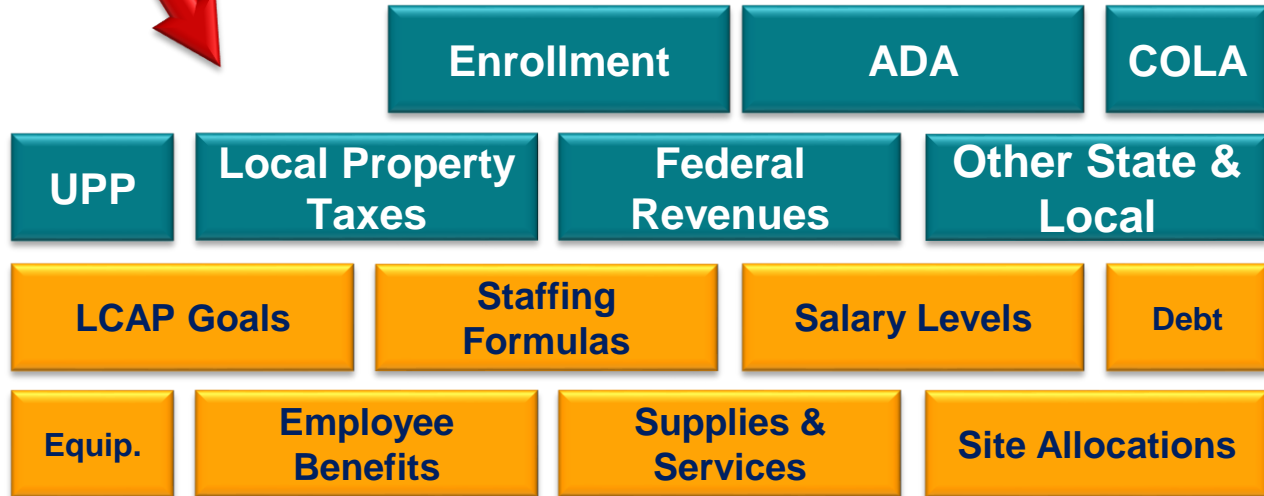 Enrollment
ADA
COLA
UPP
Local Property
Taxes
Federal
Revenues
Other State &
Local
LCAP Goals
Staffing
Formulas
Salary Levels
Debt
Equip.
Employee
Benefits
Supplies &
Services
Site Allocations